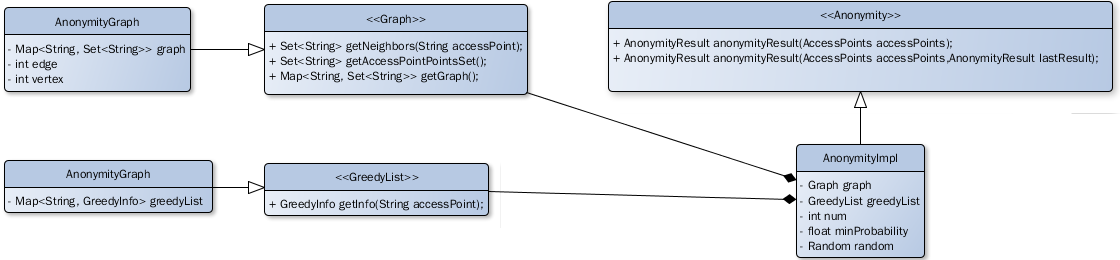 AnonymityGraph
- Map<String, Set<String>> graph
- int edge
- int vertex
<<Graph>>
+ Set<String> getNeighbors(String accessPoint);
+ Set<String> getAccessPointPointsSet();
+ Map<String, Set<String>> getGraph();
<<Anonymity>>
+ AnonymityResult anonymityResult(AccessPoints accessPoints);
+ AnonymityResult anonymityResult(AccessPoints accessPoints,AnonymityResult lastResult);
AnonymityGraph
- Map<String, GreedyInfo> greedyList
<<GreedyList>>
+ GreedyInfo getInfo(String accessPoint);
AnonymityImpl
- Graph graph
- GreedyList greedyList
- int num
- float minProbability
- Random random